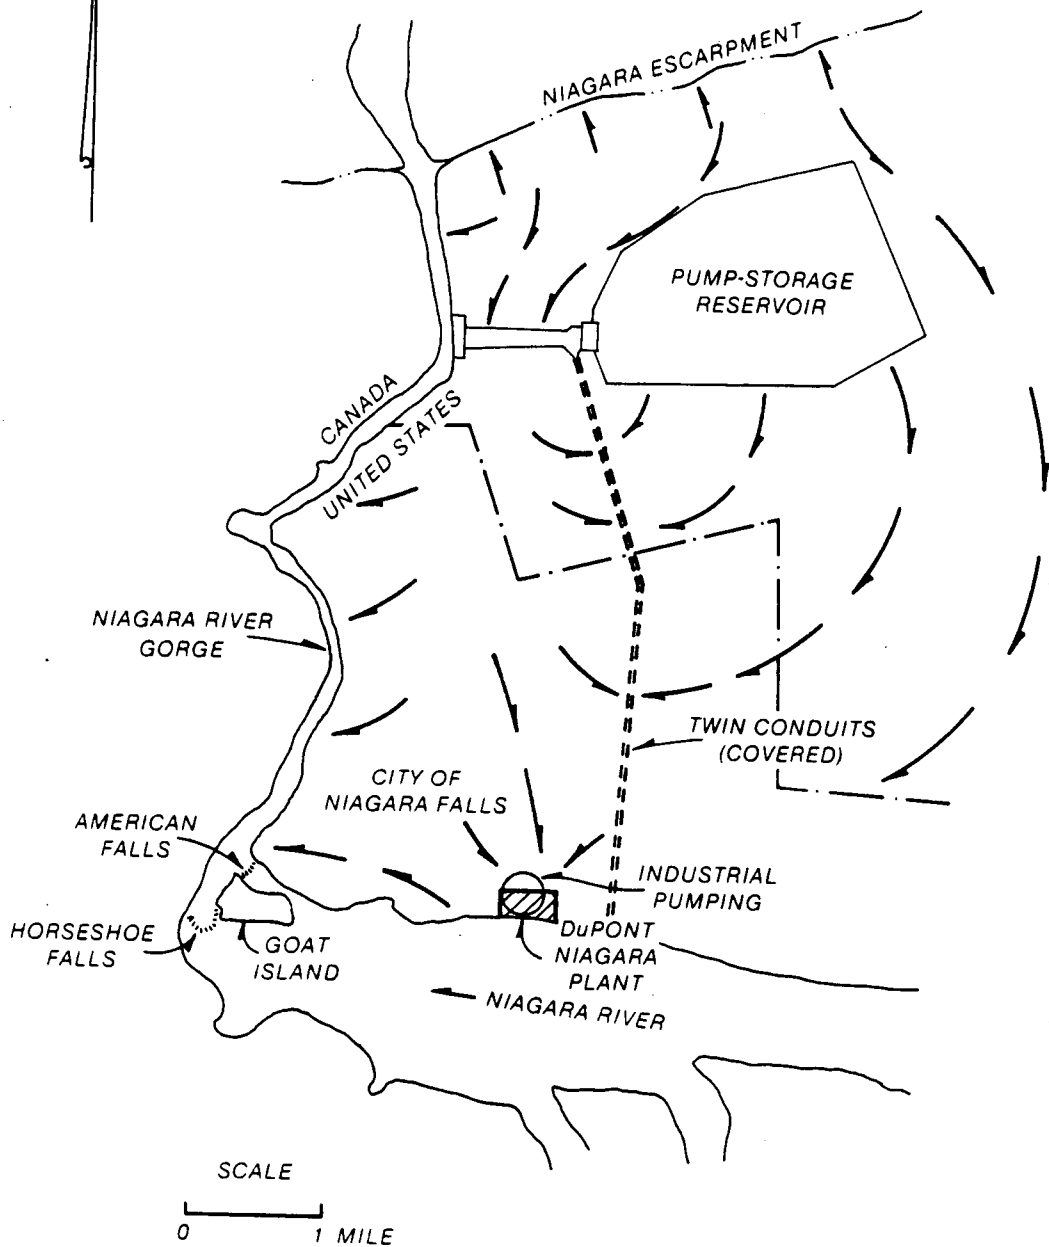 NIAGARA ESCARPMENT
PUMP-STORAGE
RESERVOIR
CANADA
UNITED STATES
NIAGARA RIVER
GORGE
TWIN CONDUITS
(COVERED)
CITY OF
NIAGARA FALLS
AMERICAN
FALLS
INDUSTRIAL
PUMPING
HORSESHOE
FALLS
GOAT
ISLAND
DuPONT
NIAGARA
PLANT
NIAGARA RIVER
SCALE
0 1 MILE